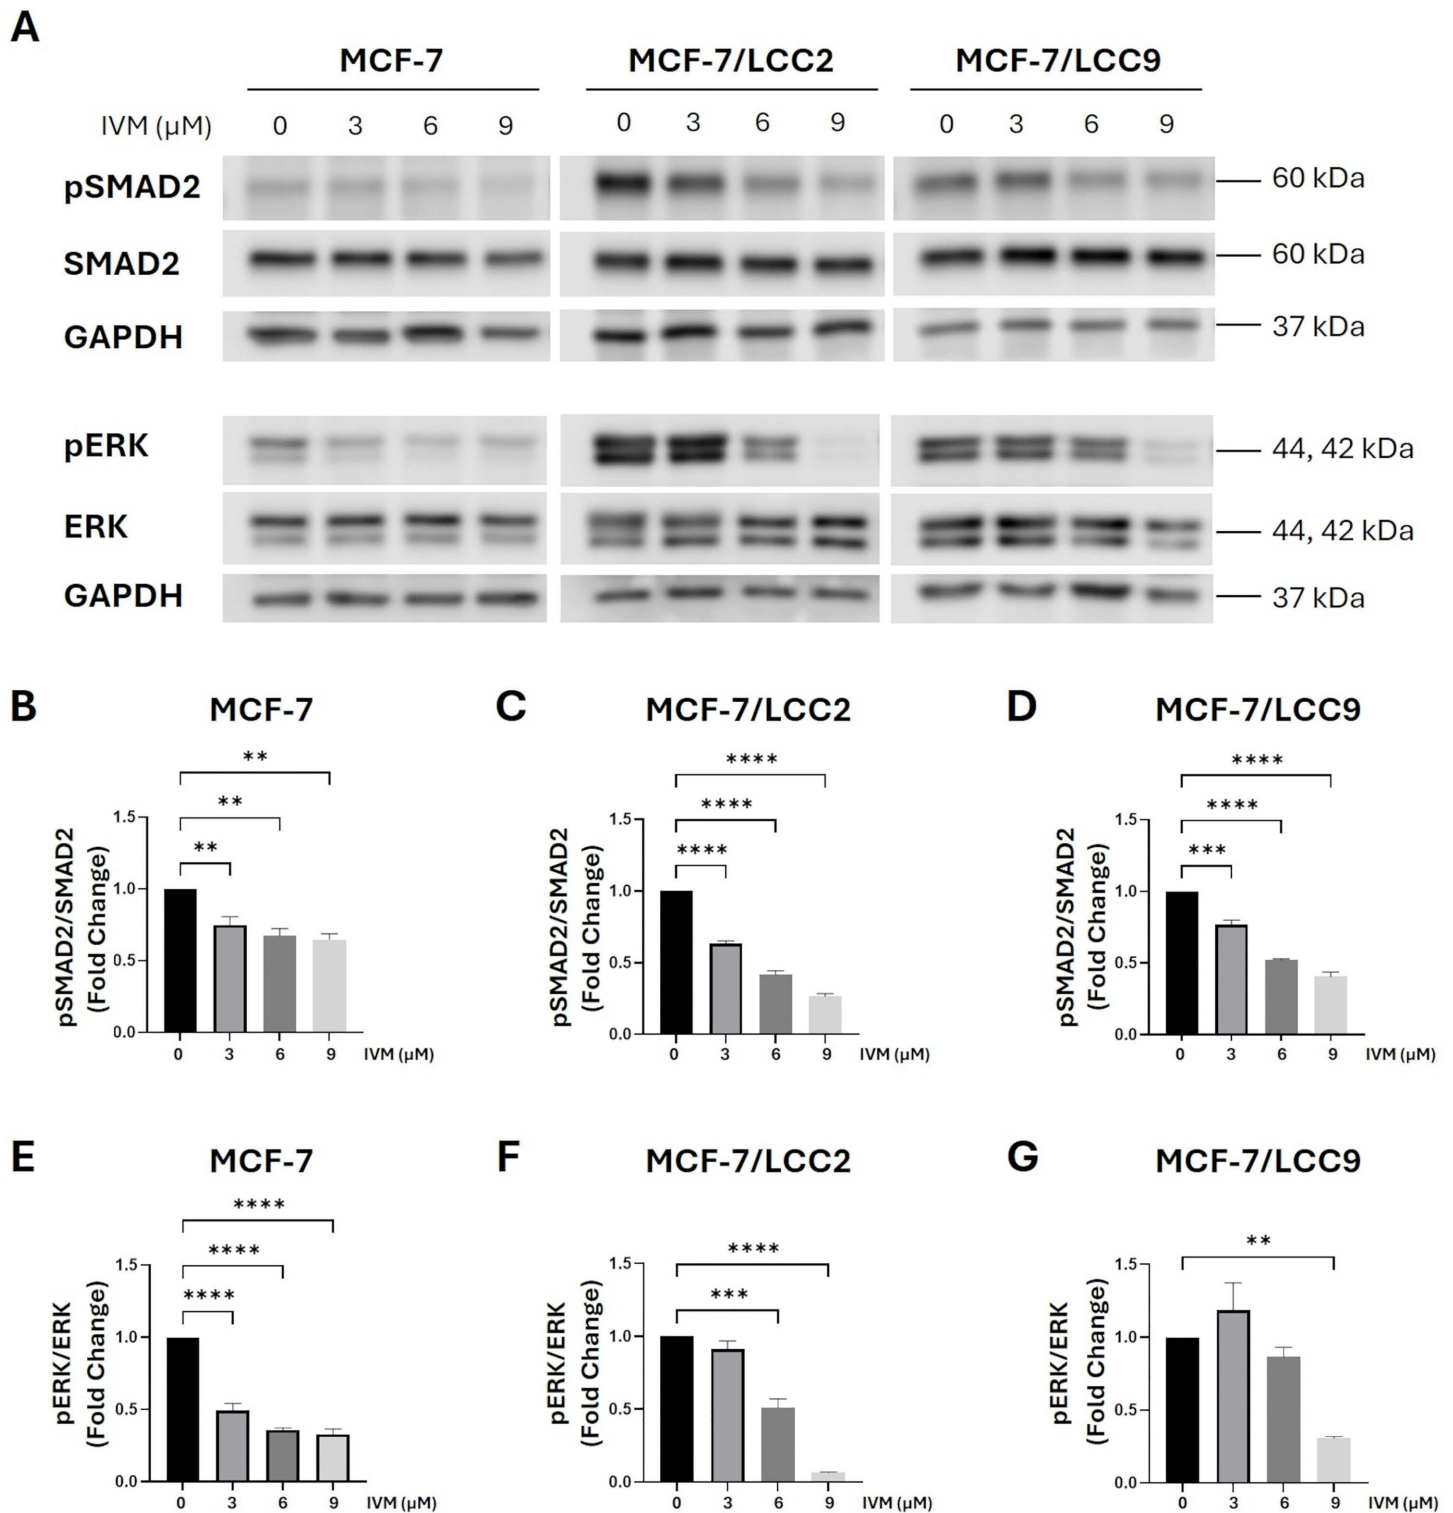 A
MCF-7 MCF-7/LCC2 MCF-7/LCC9
IVM (μM) 0 3 6 9 0 3 6 9 0 3 6 9
pSMAD2 60 kDa
SMAD2 60 kDa
GAPDH 37 kDa
pERK 44, 42 kDa
ERK 44, 42 kDa
GAPDH 37 kDa
B MCF-7
pSMAD2/SMAD2
(Fold Change)
** ** **
1.5
1.0
0.5
0.0
0 3 6 9 IVM (μM)
C MCF-7/LCC2
pSMAD2/SMAD2
(Fold Change)
**** **** ****
1.5
1.0
0.5
0.0
0 3 6 9 IVM (μM)
D MCF-7/LCC9
pSMAD2/SMAD2
(Fold Change)
**** **** ***
1.5
1.0
0.5
0.0
0 3 6 9 IVM (μM)
E MCF-7
pERK/ERK
(Fold Change)
**** **** ****
1.5
1.0
0.5
0.0
0 3 6 9 IVM (μM)
F MCF-7/LCC2
pERK/ERK
(Fold Change)
**** ***
1.5
1.0
0.5
0.0
0 3 6 9 IVM (μM)
G MCF-7/LCC9
pERK/ERK
(Fold Change)
**
1.5
1.0
0.5
0.0
0 3 6 9 IVM (μM)